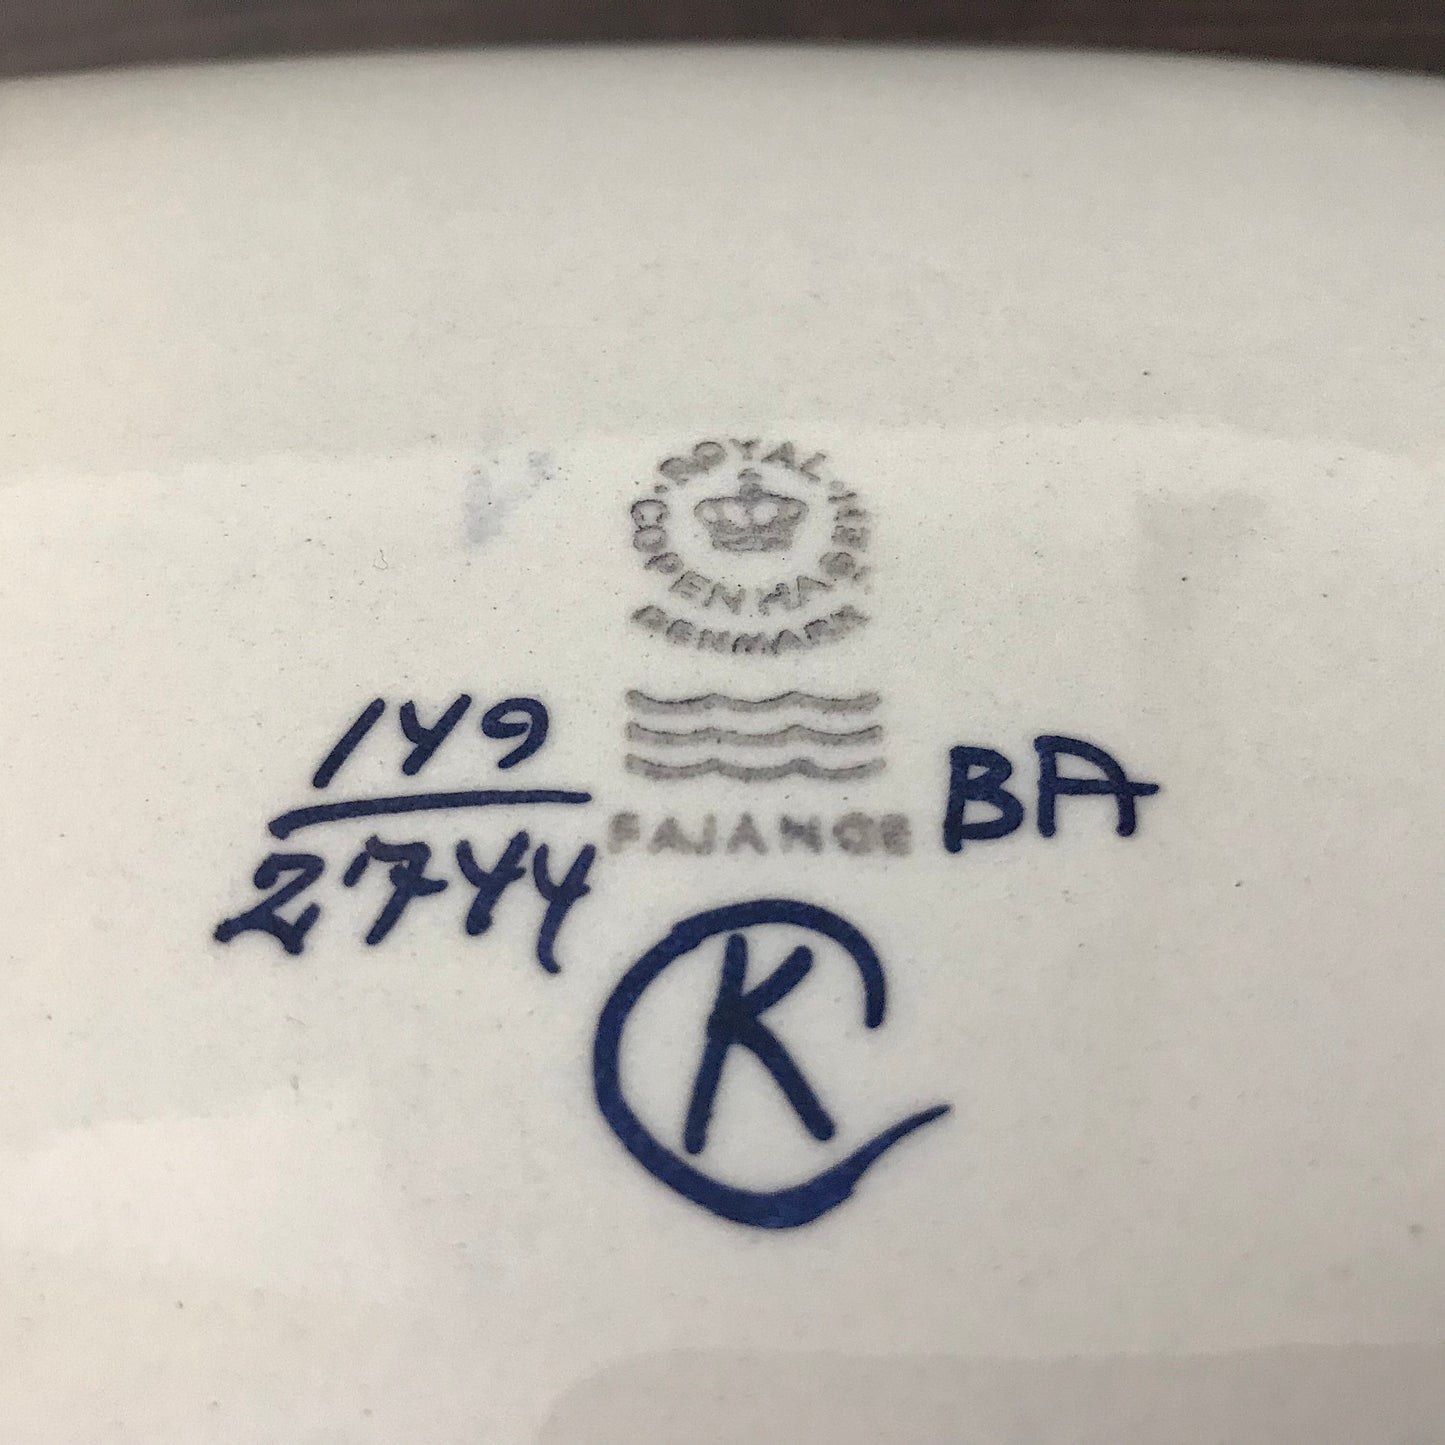 ROYAL COPENHAGEN
DENMARK
149
2744
FAJANCE
BA
K